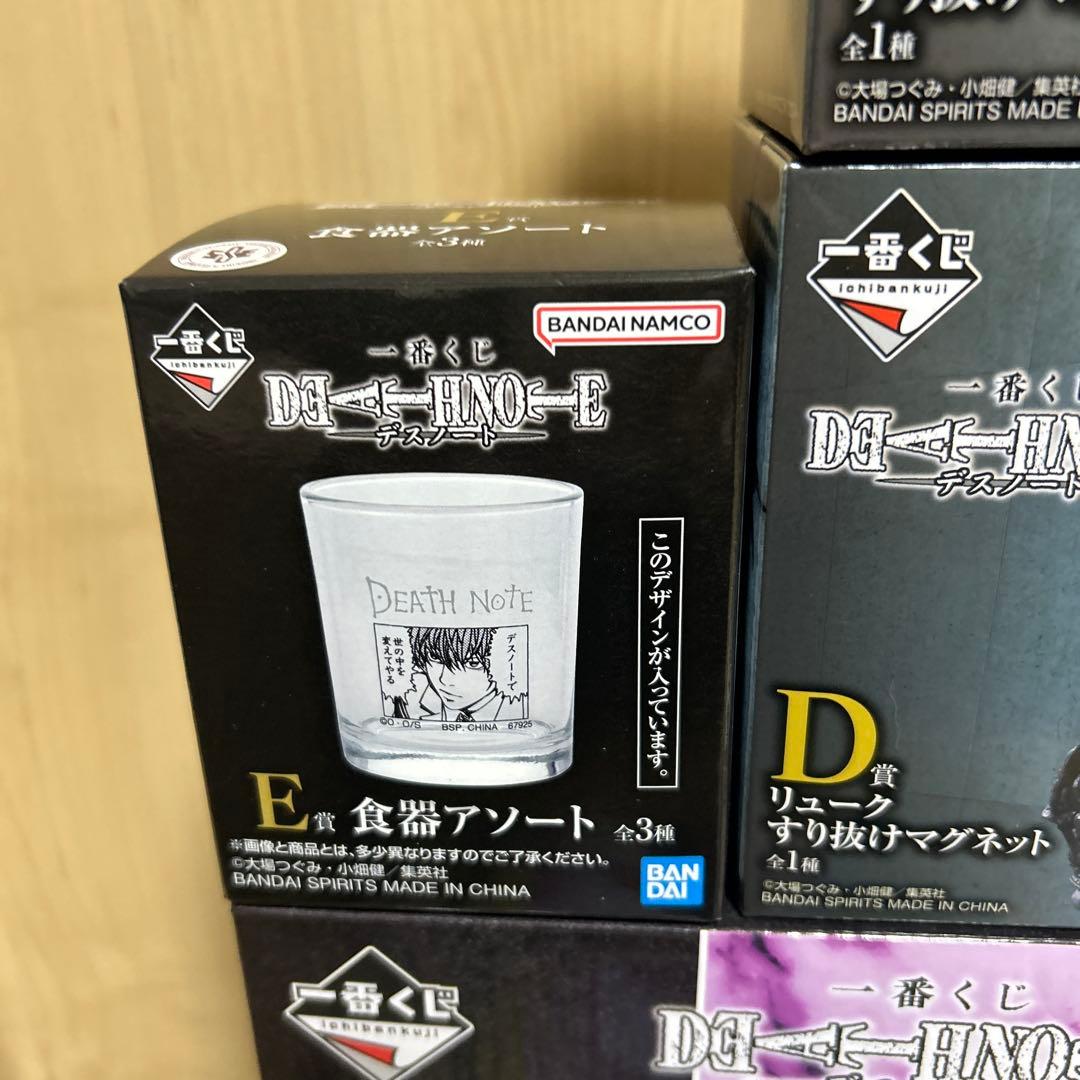 全1種
©大場つぐみ・小畑健／集英社
BANDAI SPIRITS MADE
E賞
食器アソート
全3種
一番くじ
ichibankuji
BANDAI NAMCO
一番くじ
DEATH NOTE
デスノート
DEATH NOTE
デスノートで
世の中を
変えてやる
©O・O/S BSP. CHINA 67925
このデザインが入っています。
E賞 食器アソート 全3種
※画像と商品とは、多少異なりますのでご了承ください。
©大場つぐみ・小畑健／集英社
BANDAI SPIRITS MADE IN CHINA
BAN
DAI
一番くじ
ichibankuji
一番く
DEATH N
デスノート
D賞
リューク
すり抜けマグネット
全1種
©大場つぐみ・小畑健／集英社
BANDAI SPIRITS MADE IN CHINA
一番くじ
ichibankuji
一番くじ
DEATH NO